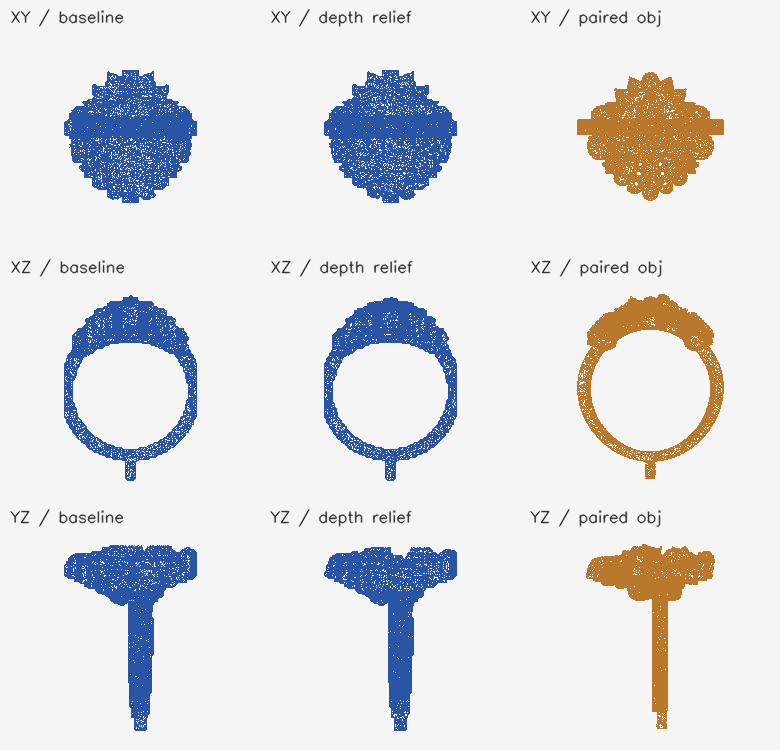 XY / baseline
XY / depth relief
XY / paired obj
XZ / baseline
XZ / depth relief
XZ / paired obj
YZ / baseline
YZ / depth relief
YZ / paired obj